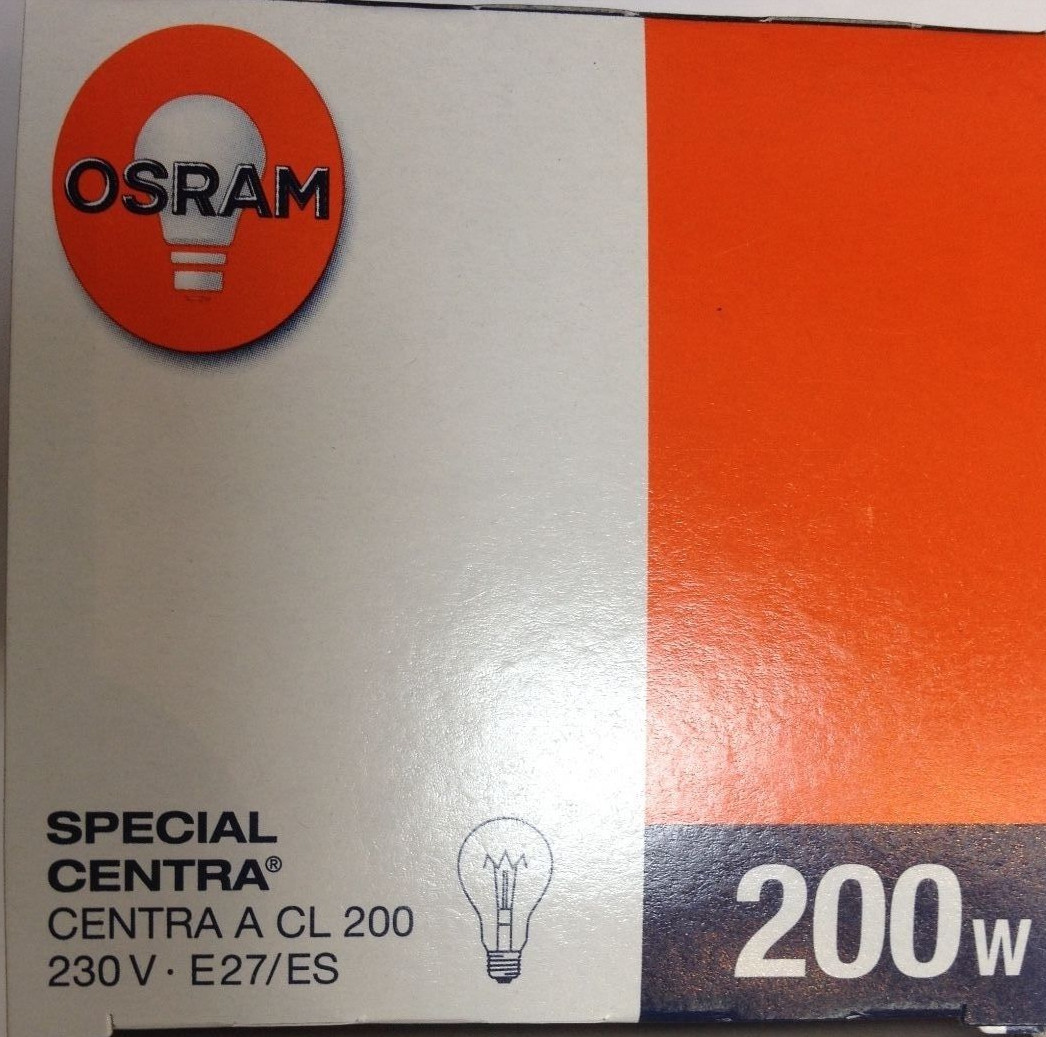 OSRAM
SPECIAL
CENTRA®
CENTRA A CL 200
230 V · E27/ES
200 W